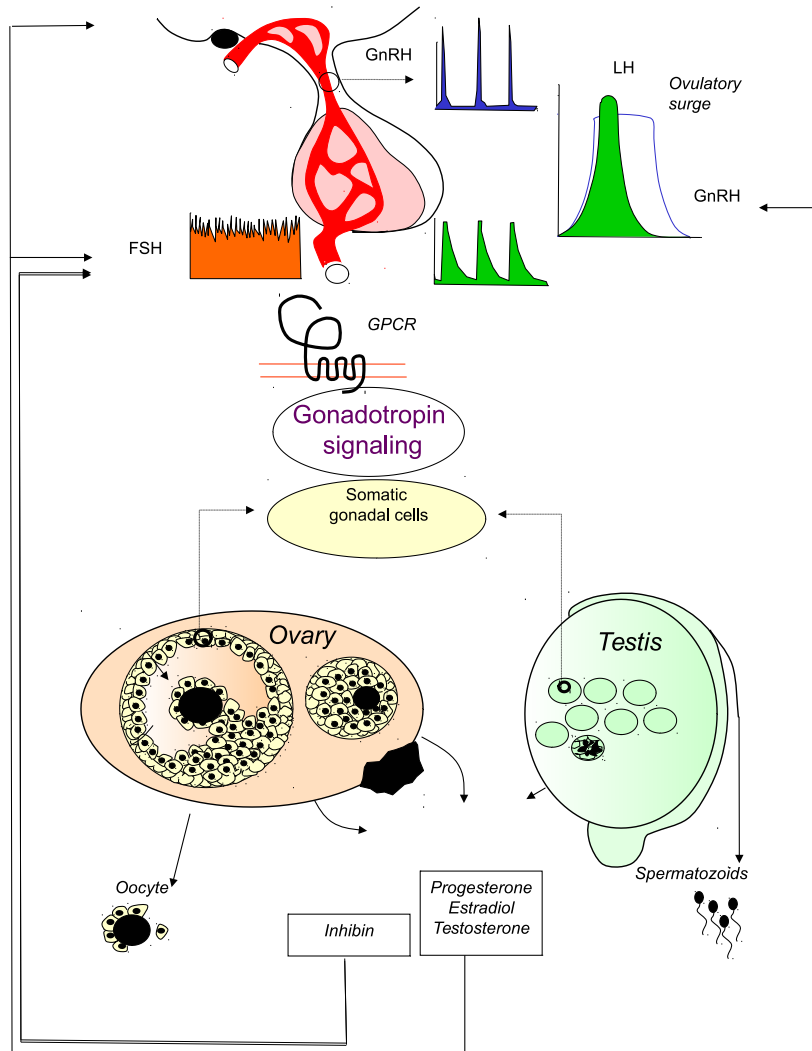 GnRH
LH
Ovulatory
surge
GnRH
FSH
GPCR
Gonadotropin
signaling
Somatic
gonadal cells
Ovary
Testis
Oocyte
Spermatozoids
Progesterone
Estradiol
Testosterone
Inhibin